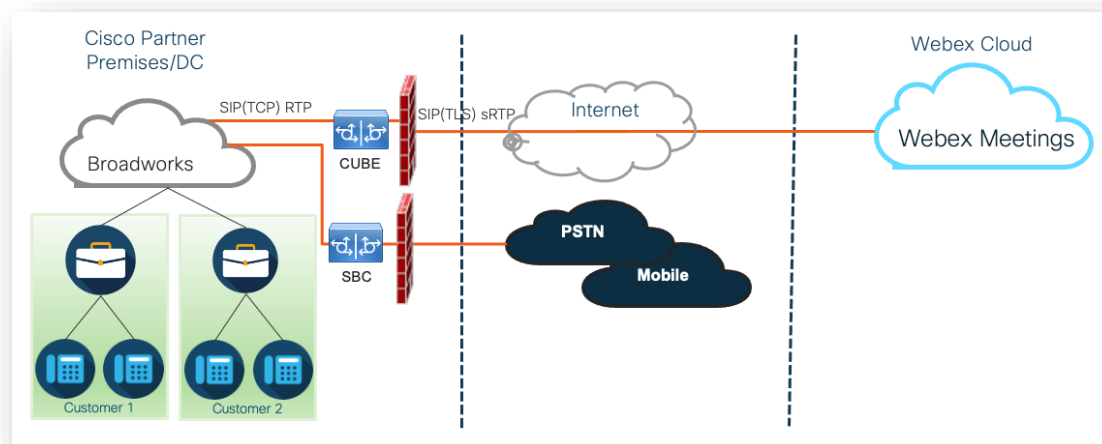 Cisco Partner
Premises/DC
Webex Cloud
SIP(TCP) RTP
SIP(TLS) sRTP
Internet
Webex Meetings
Broadworks
CUBE
PSTN
SBC
Mobile
Customer 1
Customer 2